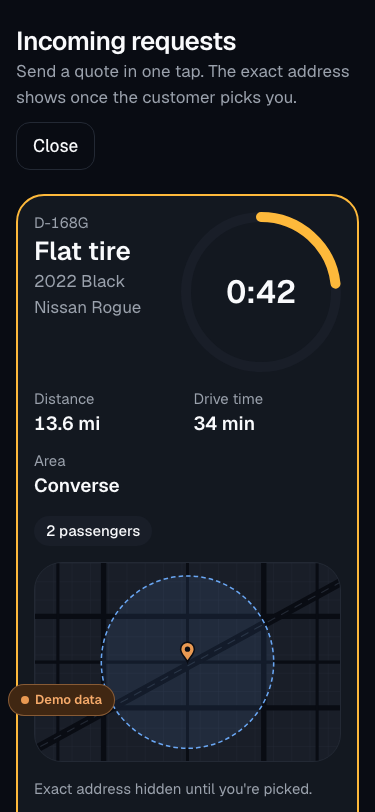 Incoming requests
Send a quote in one tap. The exact address
shows once the customer picks you.
Close
D-168G
Flat tire
2022 Black
Nissan Rogue
0:42
Distance
13.6 mi
Drive time
34 min
Area
Converse
2 passengers
Demo data
Exact address hidden until you're picked.